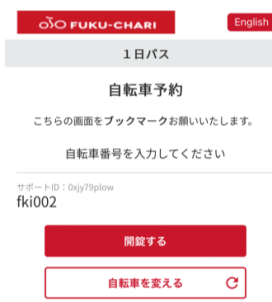 FUKU-CHARI
English
1日パス
自転車予約
こちらの画面をブックマークお願いいたします。
自転車番号を入力してください
サポートID：0xjy79plow
fki002
開錠する
自転車を変える